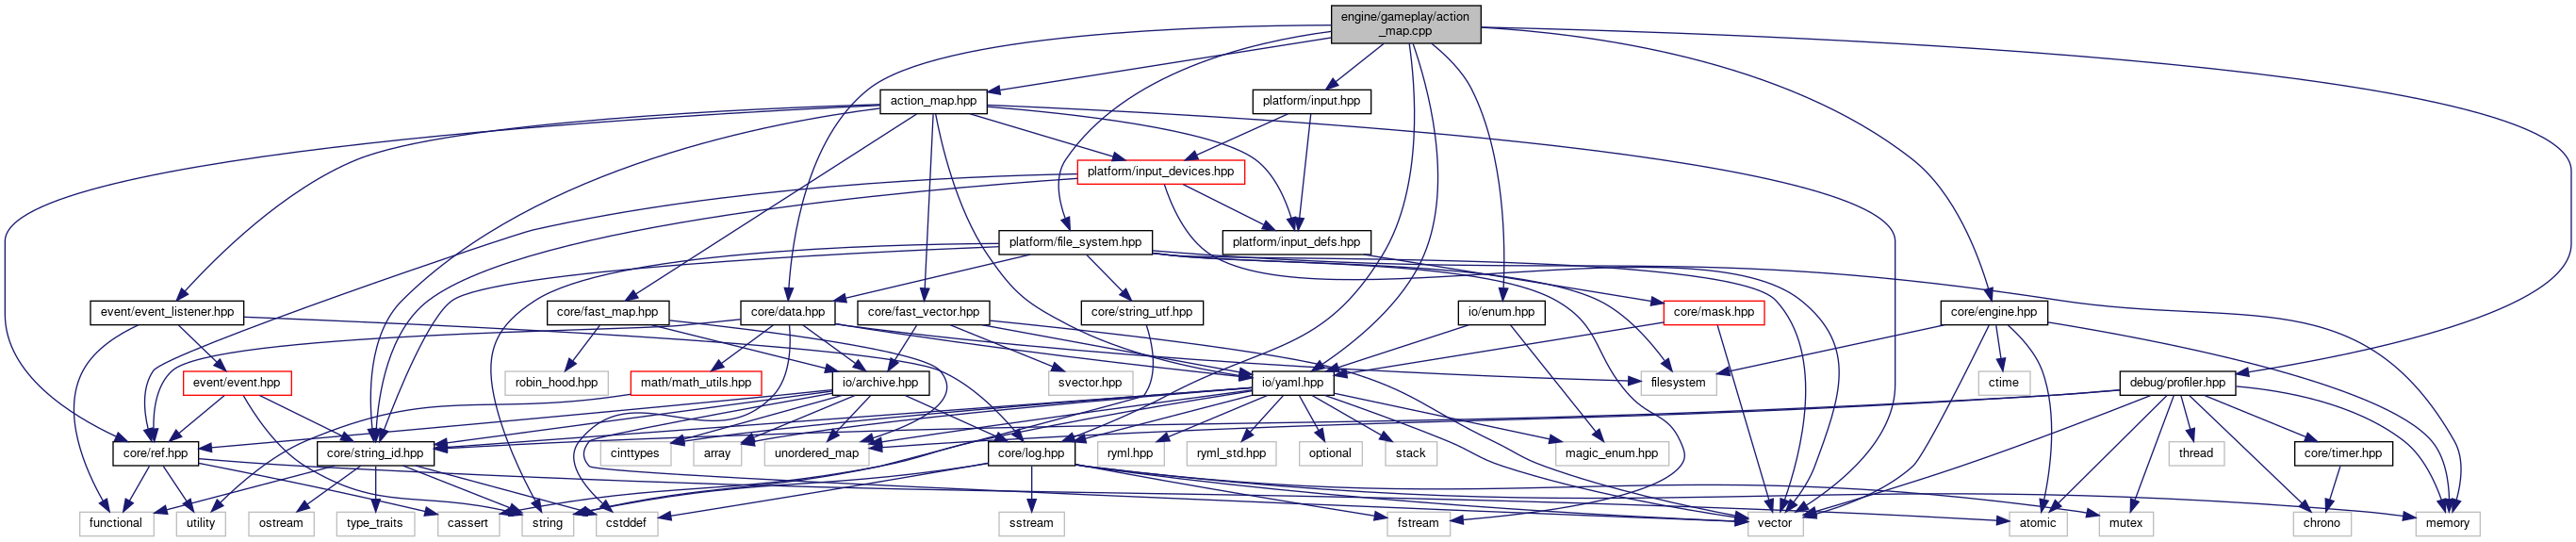 engine/gameplay/action
_map.cpp
action_map.hpp
platform/input.hpp
platform/input_devices.hpp
platform/file_system.hpp
platform/input_defs.hpp
event/event_listener.hpp
core/fast_map.hpp
core/data.hpp
core/fast_vector.hpp
core/string_utf.hpp
io/enum.hpp
core/mask.hpp
core/engine.hpp
event/event.hpp
robin_hood.hpp
math/math_utils.hpp
io/archive.hpp
svector.hpp
io/yaml.hpp
filesystem
ctime
debug/profiler.hpp
core/ref.hpp
core/string_id.hpp
cinttypes
array
unordered_map
core/log.hpp
ryml.hpp
ryml_std.hpp
optional
stack
magic_enum.hpp
thread
core/timer.hpp
functional
utility
ostream
type_traits
cassert
string
cstddef
sstream
fstream
vector
atomic
mutex
chrono
memory